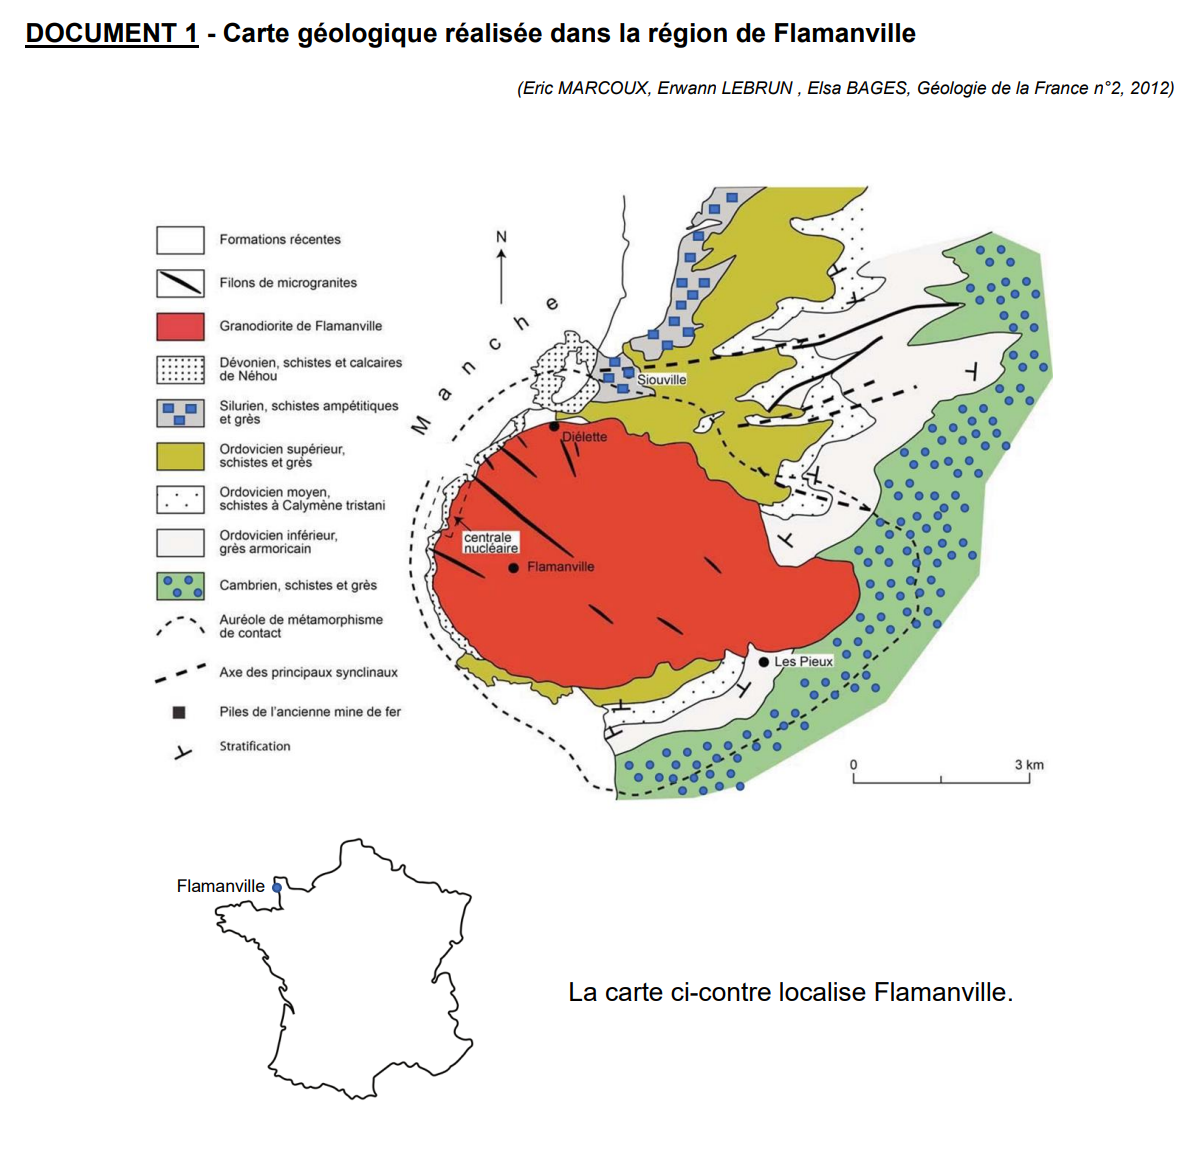 DOCUMENT 1 - Carte géologique réalisée dans la région de Flamanville
(Eric MARCOUX, Erwann LEBRUN , Elsa BAGES, Géologie de la France n°2, 2012)
Formations récentes
Filons de microgranites
Granodiorite de Flamanville
Dévonien, schistes et calcaires
de Néhou
Silurien, schistes ampétitiques
et grès
Ordovicien supérieur,
schistes et grès
Ordovicien moyen,
schistes à Calymène tristani
Ordovicien inférieur,
grès armoricain
Cambrien, schistes et grès
Auréole de métamorphisme
de contact
Axe des principaux synclinaux
Piles de l'ancienne mine de fer
Stratification
N
Manche
Siouville
Diélette
centrale
nucléaire
Flamanville
Les Pieux
0 3 km
Flamanville
La carte ci-contre localise Flamanville.